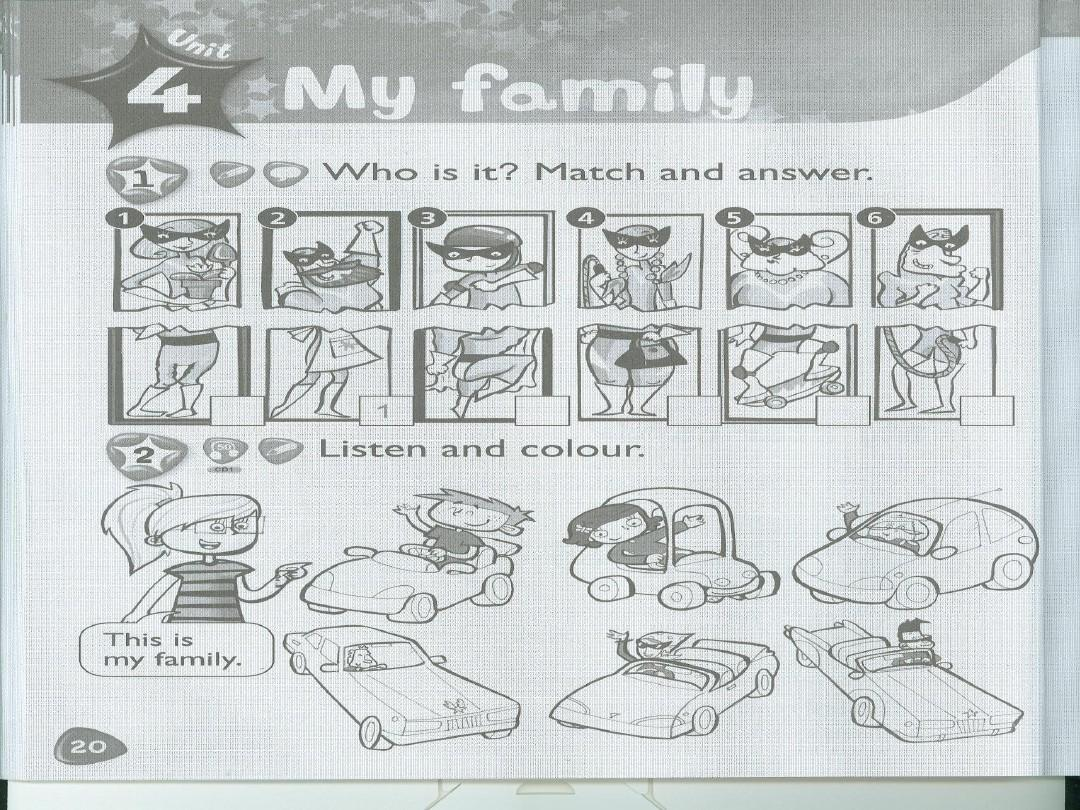 Unit
4 My family
1 Who is it? Match and answer.
1 2 3 4 5 6
1
2 Listen and colour.
50
CD1
This is
my family.
20